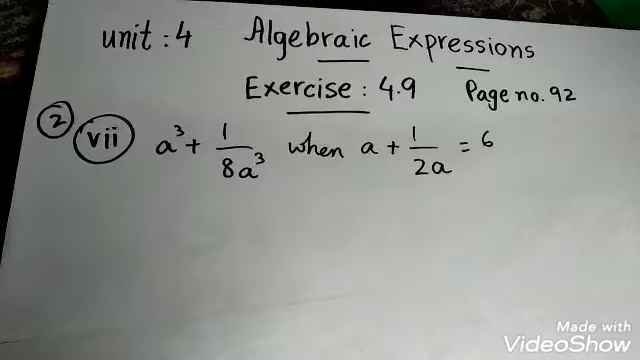 unit : 4 Algebraic Expressions
Exercise : 4.9 Page no. 92
2 vii a³ + 1/8a³ when a + 1/2a = 6
Made with
VideoShow